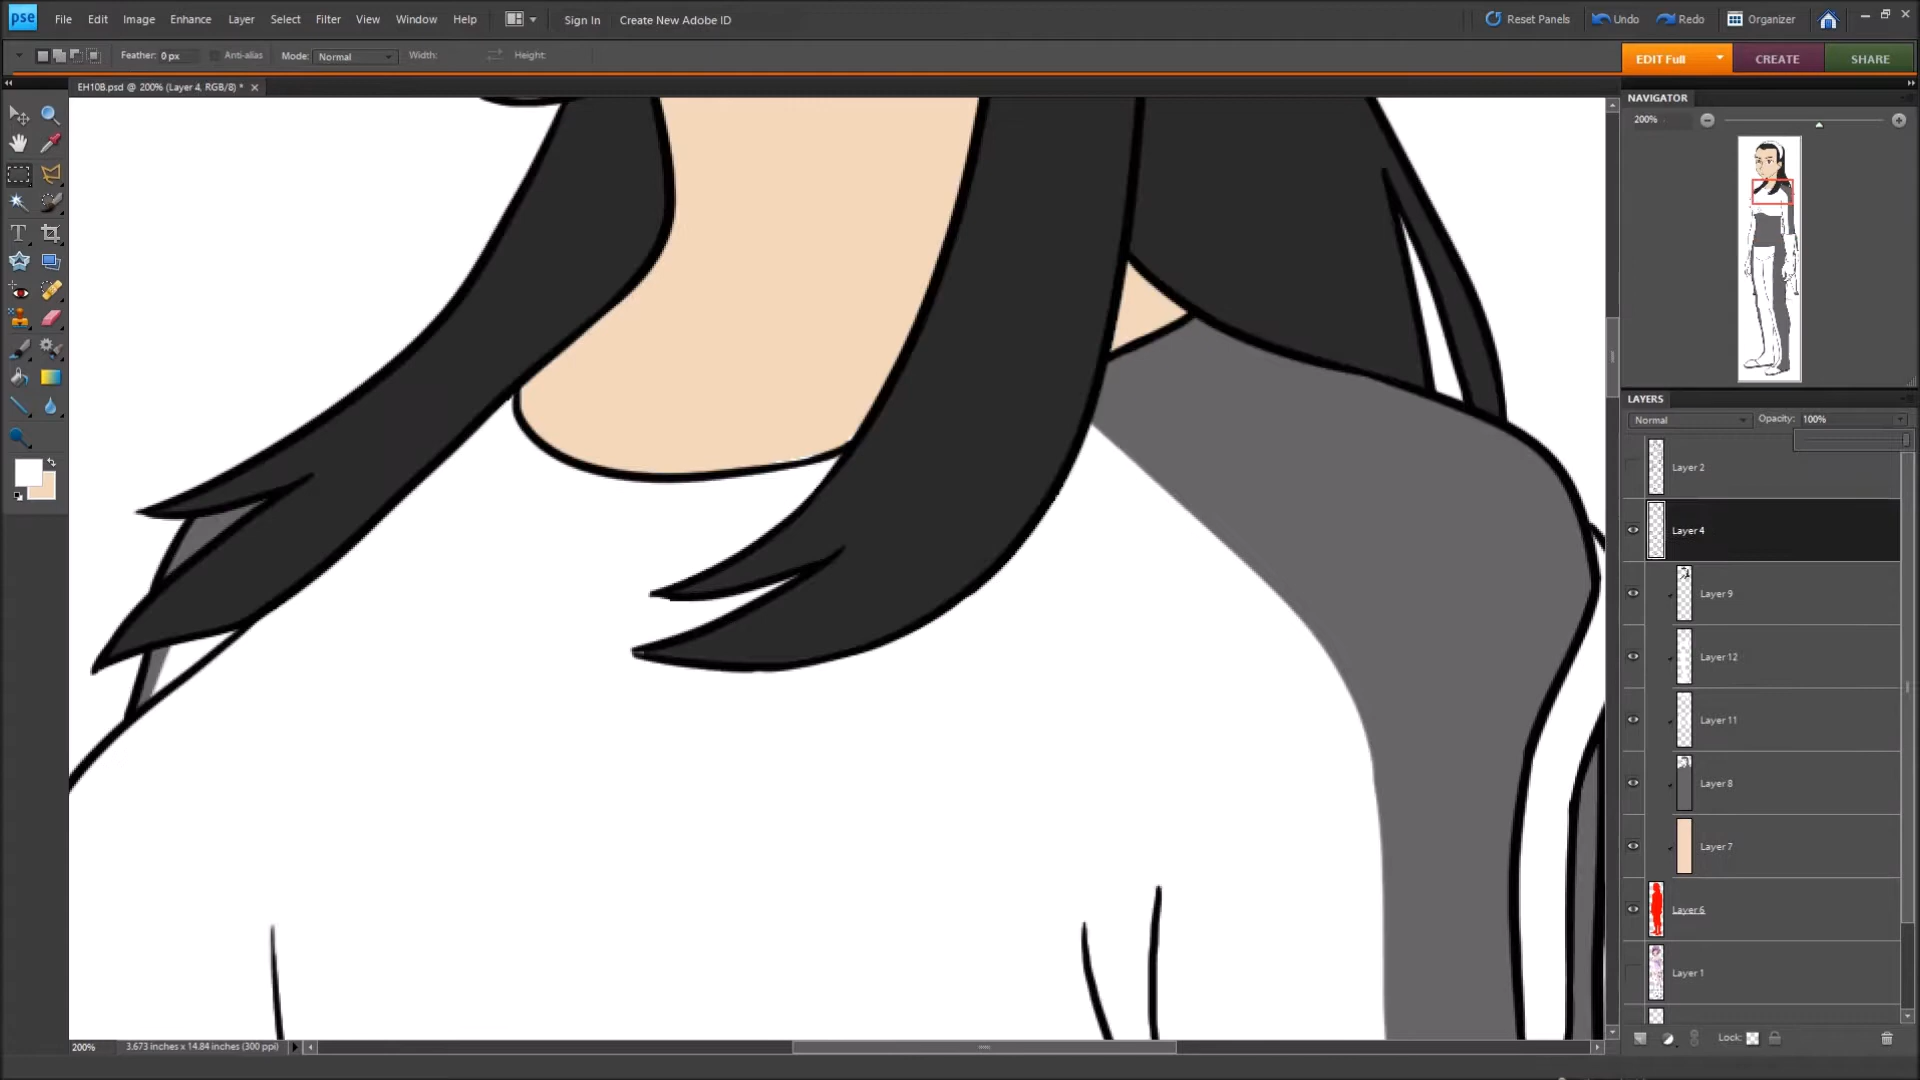 pse File Edit Image Enhance Layer Select Filter View Window Help Sign In Create New Adobe ID Reset Panels Undo Redo Organizer
Feather: 0 px Anti-alias Mode: Normal Width: Height: EDIT Full CREATE SHARE
EH10B.psd @ 200% (Layer 4, RGB/8) *
NAVIGATOR
200%
LAYERS
Normal Opacity: 100%
Layer 2
Layer 4
Layer 9
Layer 12
Layer 11
Layer 8
Layer 7
Layer 6
Layer 1
Lock:
200% 3.673 inches x 14.84 inches (300 ppi)